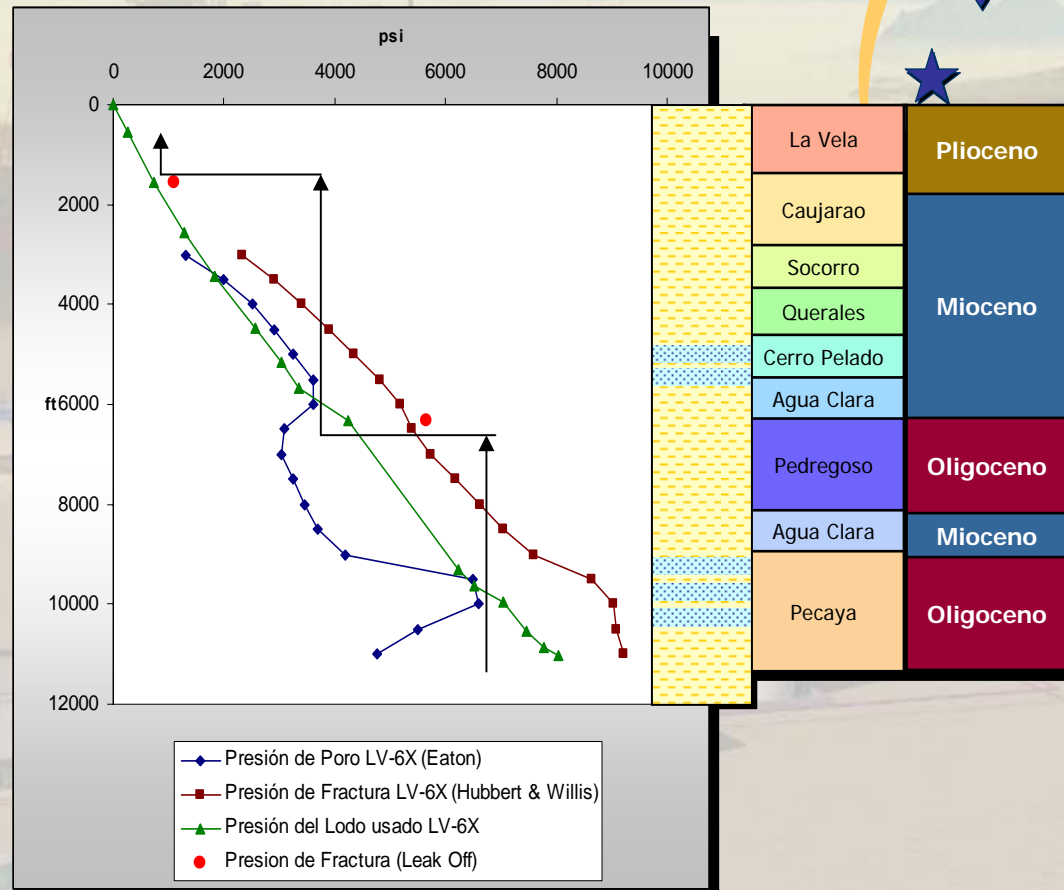 psi
0 2000 4000 6000 8000 10000
0
2000
4000
ft6000
8000
10000
12000
La Vela
Caujarao
Socorro
Querales
Cerro Pelado
Agua Clara
Pedregoso
Agua Clara
Pecaya
Plioceno
Mioceno
Oligoceno
Mioceno
Oligoceno
Presión de Poro LV-6X (Eaton)
Presión de Fractura LV-6X (Hubbert & Willis)
Presión del Lodo usado LV-6X
Presion de Fractura (Leak Off)